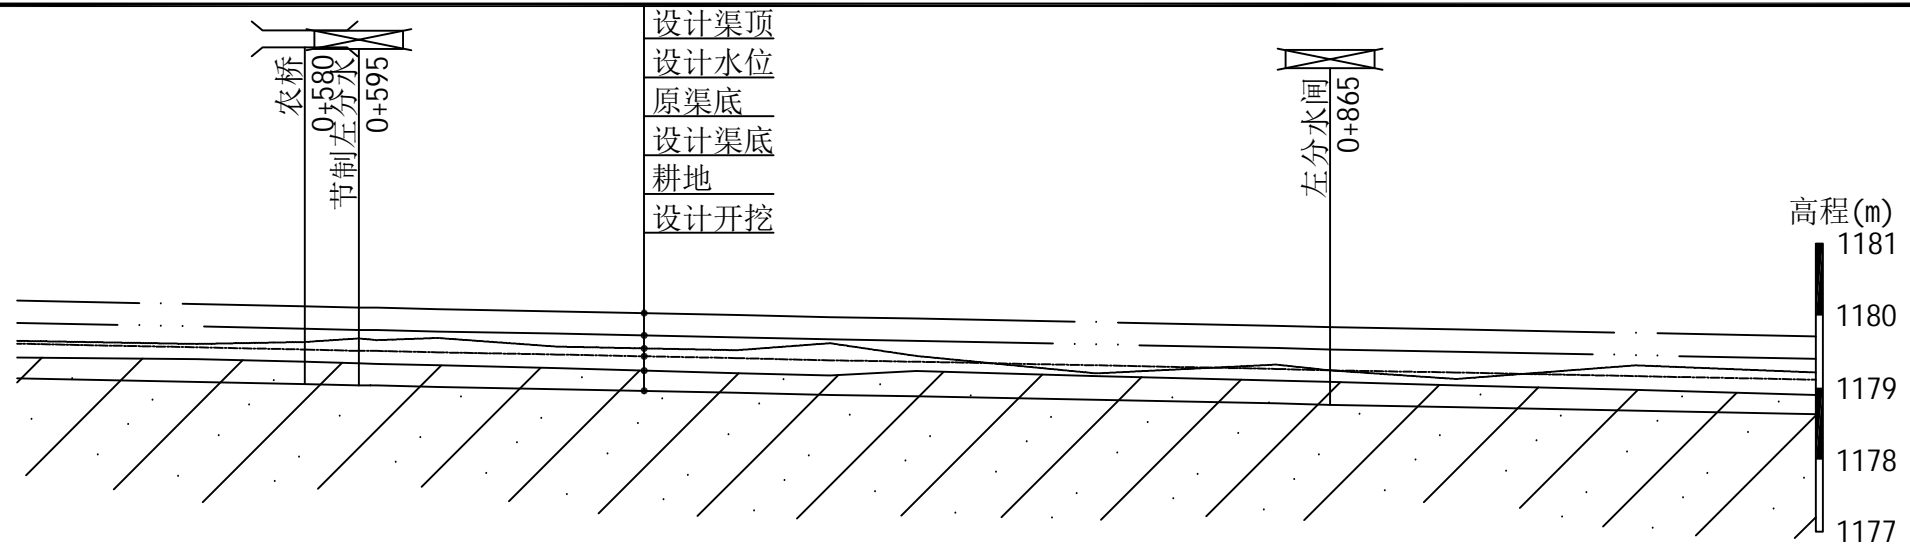 农桥
0+580
节制左分水
0+595
设计渠顶
设计水位
原渠底
设计渠底
耕地
设计开挖
左分水闸
0+865
高程(m)
1181
1180
1179
1178
1177